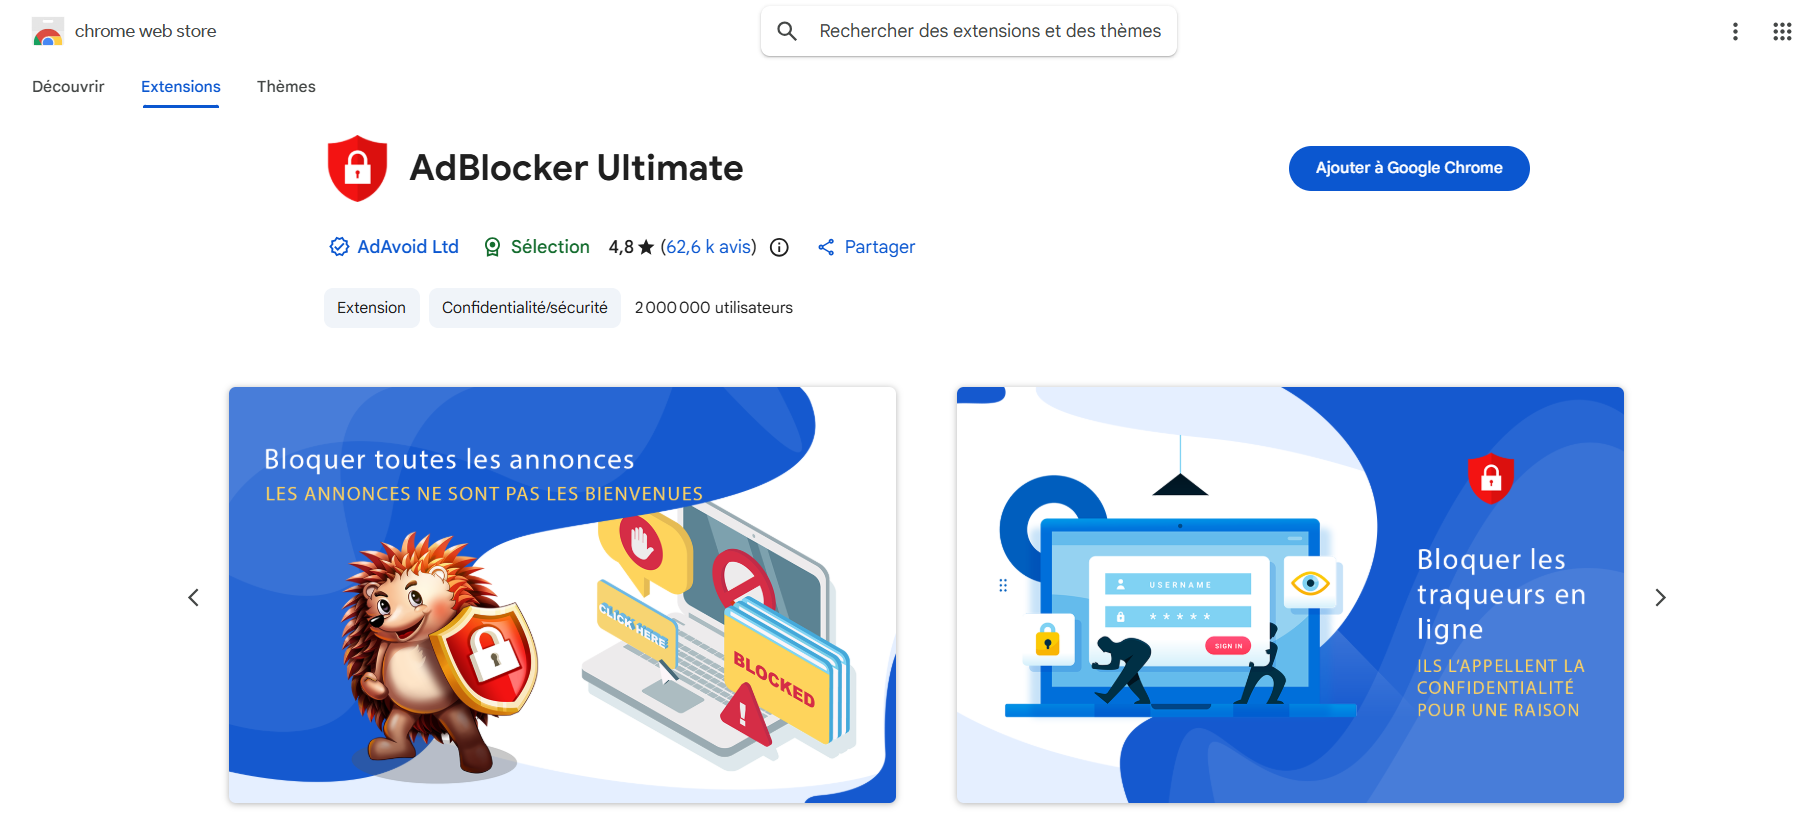 chrome web store
Rechercher des extensions et des thèmes
Découvrir
Extensions
Thèmes
AdBlocker Ultimate
Ajouter à Google Chrome
AdAvoid Ltd
Sélection
4,8 ★ (62,6 k avis)
Partager
Extension
Confidentialité/sécurité
2 000 000 utilisateurs
Bloquer toutes les annonces
LES ANNONCES NE SONT PAS LES BIENVENUES
CLICK HERE
BLOCKED
USERNAME
* * * * *
SIGN IN
Bloquer les
traqueurs en
ligne
ILS L’APPELLENT LA
CONFIDENTIALITÉ
POUR UNE RAISON